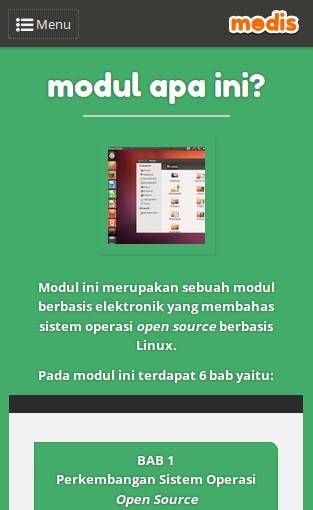 Menu
modis
modul apa ini?
Modul ini merupakan sebuah modul
berbasis elektronik yang membahas
sistem operasi open source berbasis
Linux.
Pada modul ini terdapat 6 bab yaitu:
BAB 1
Perkembangan Sistem Operasi
Open Source